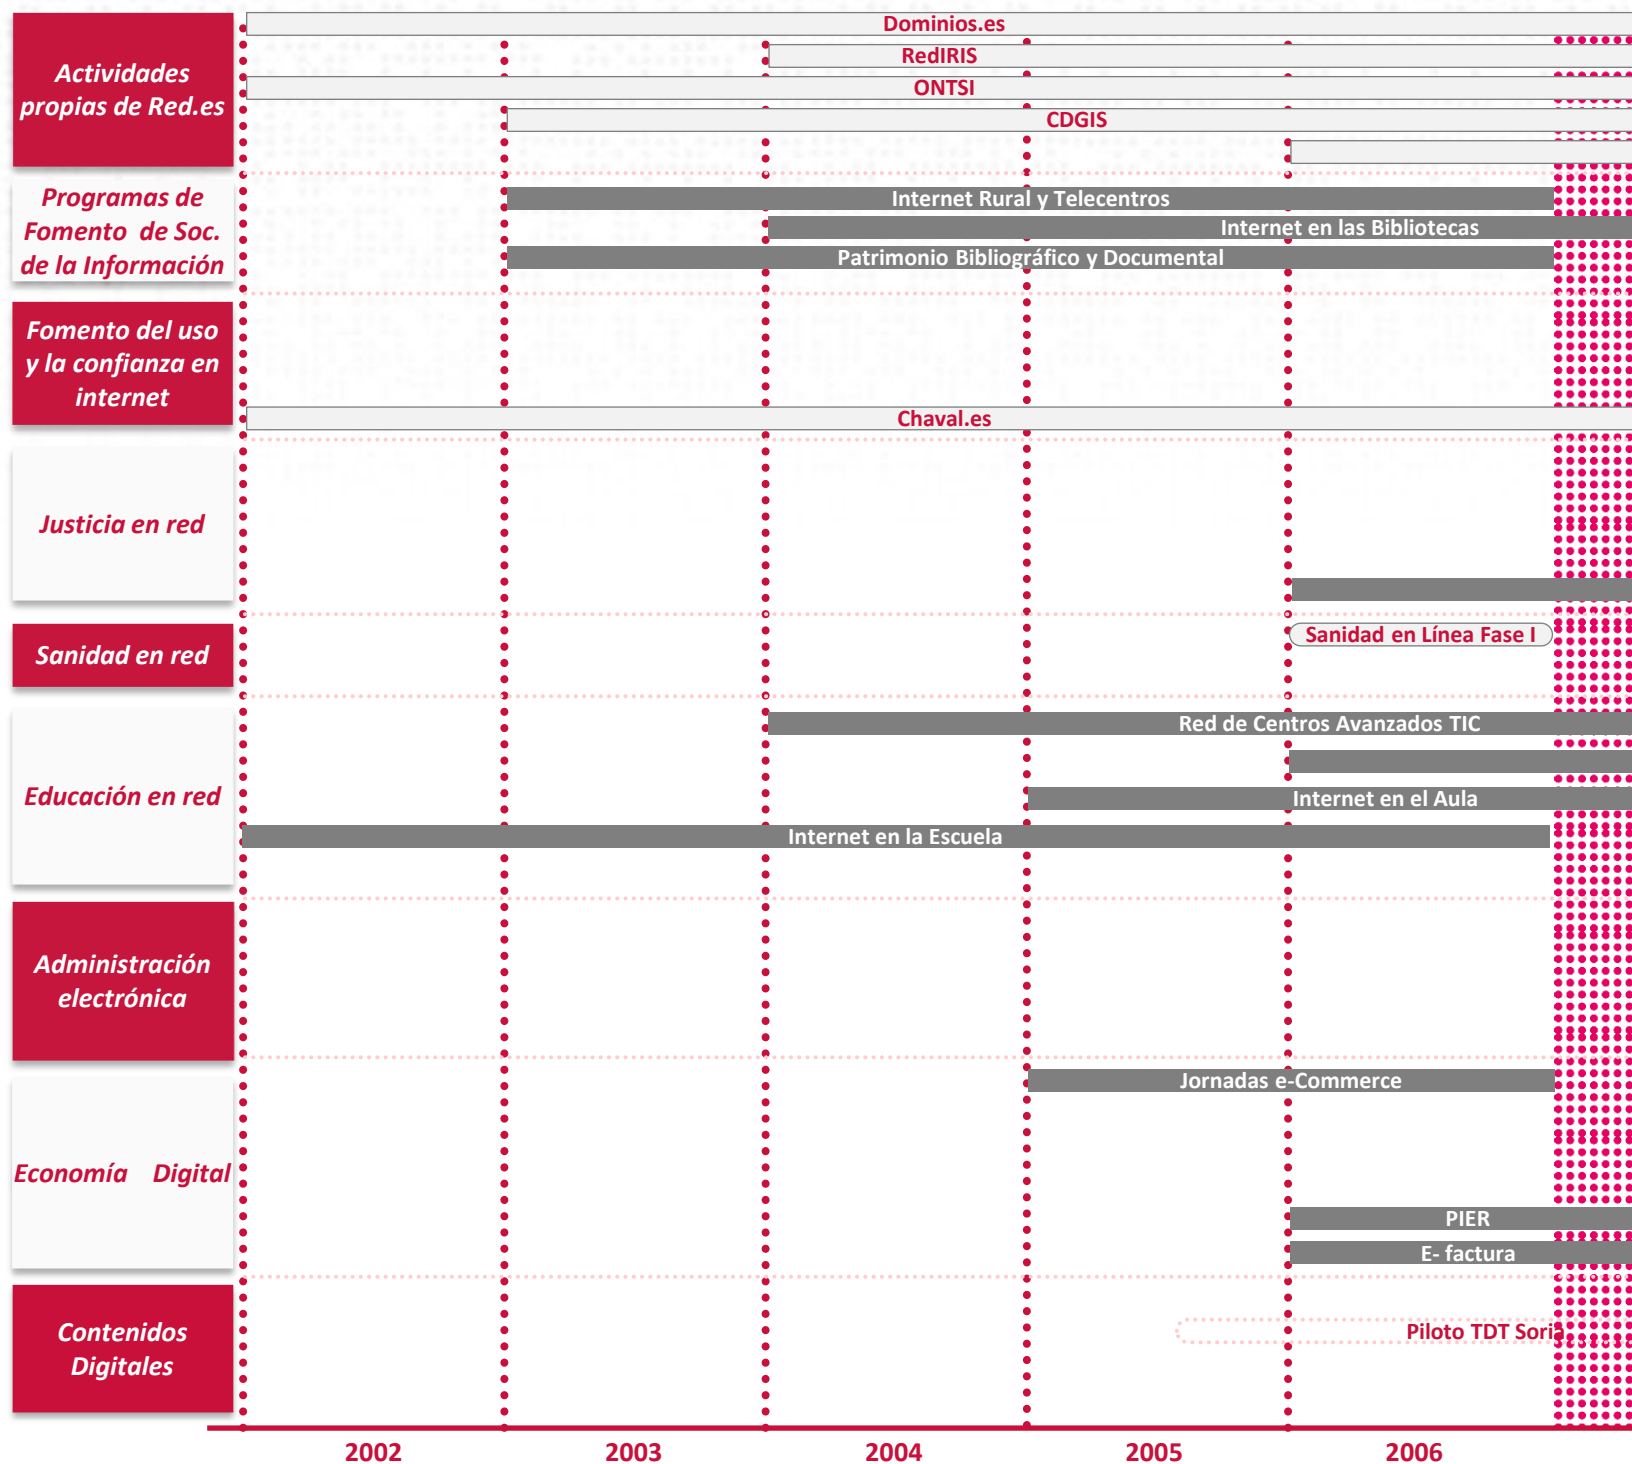 Dominios.es
RedIRIS
Actividades
propias de Red.es
ONTSI
CDGIS
Programas de
Fomento de Soc.
de la Información
Internet Rural y Telecentros
Internet en las Bibliotecas
Patrimonio Bibliográfico y Documental
Fomento del uso
y la confianza en
internet
Chaval.es
Justicia en red
Sanidad en red
Sanidad en Línea Fase I
Educación en red
Red de Centros Avanzados TIC
Internet en el Aula
Internet en la Escuela
Administración
electrónica
Economía Digital
Jornadas e-Commerce
PIER
E- factura
Contenidos
Digitales
Piloto TDT Soria
2002 2003 2004 2005 2006